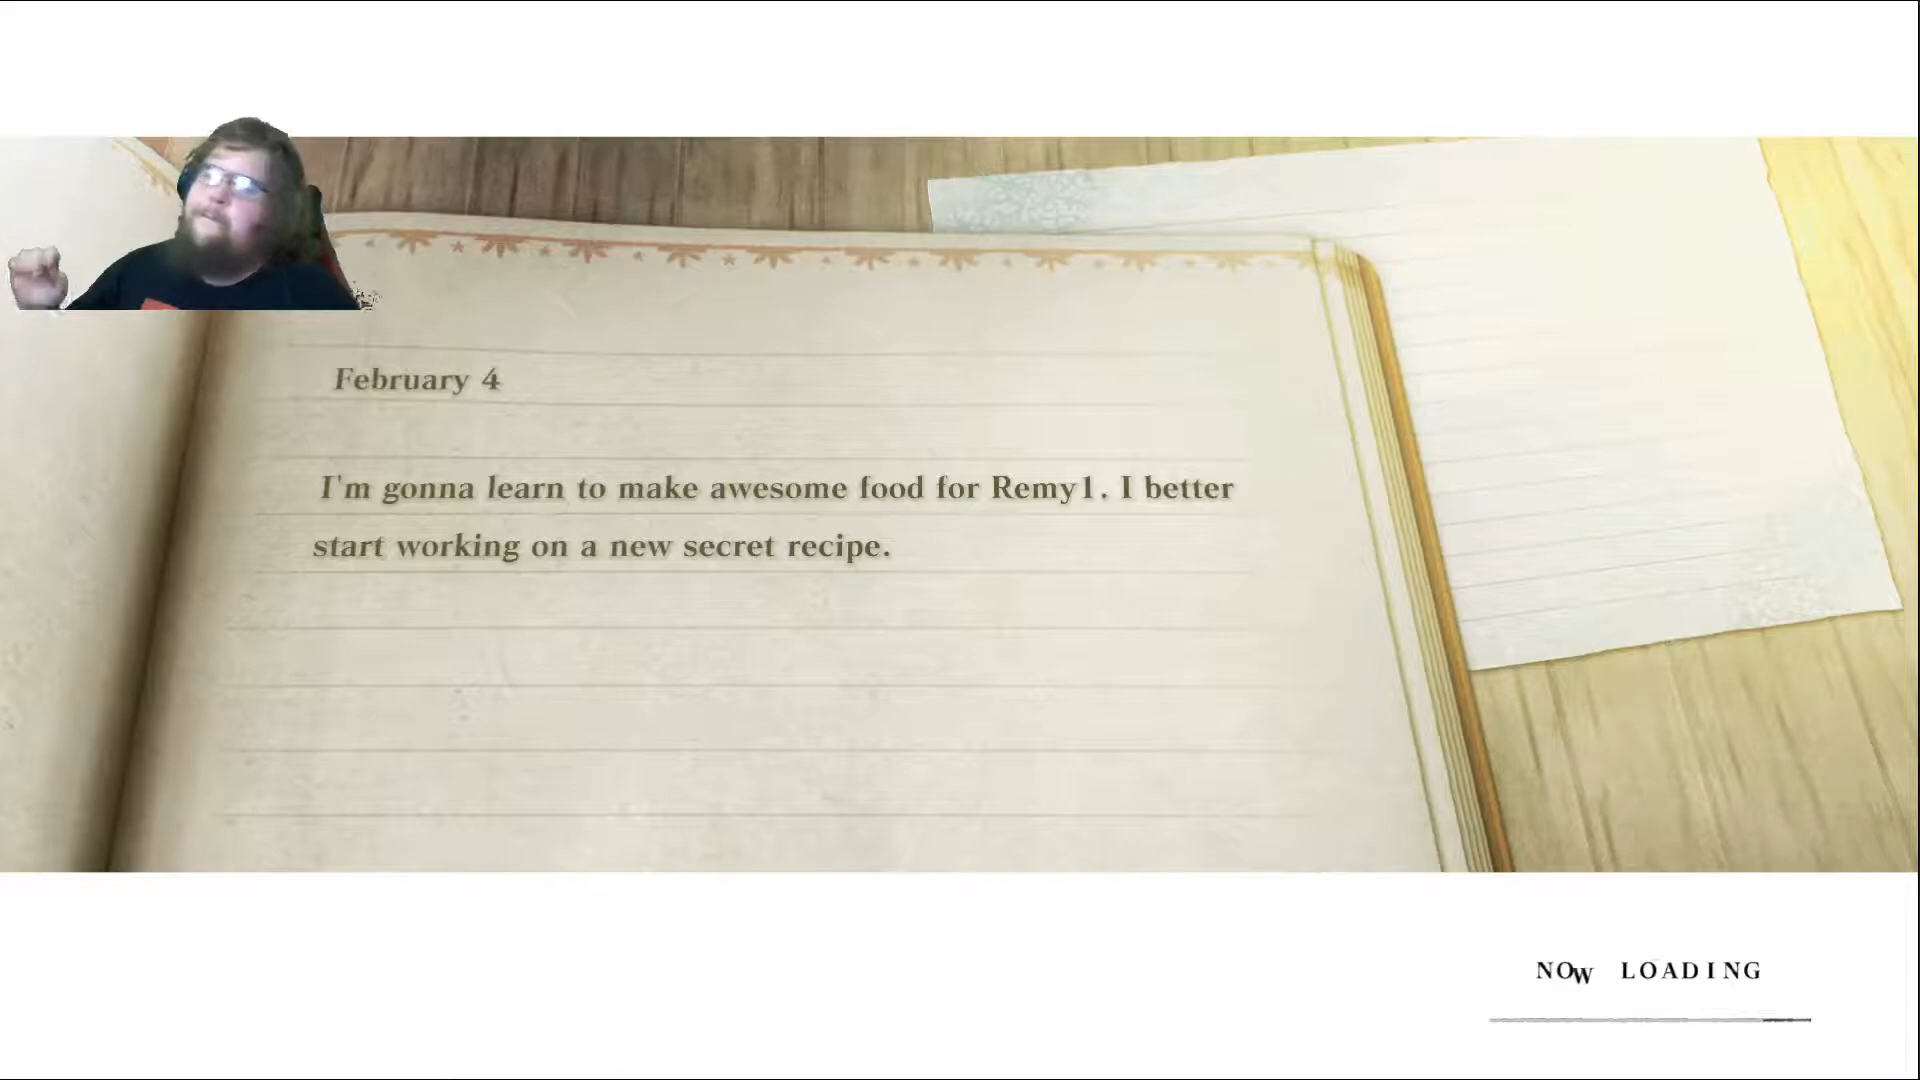 February 4
I'm gonna learn to make awesome food for Remy1. I better
start working on a new secret recipe.
NOW LOADING